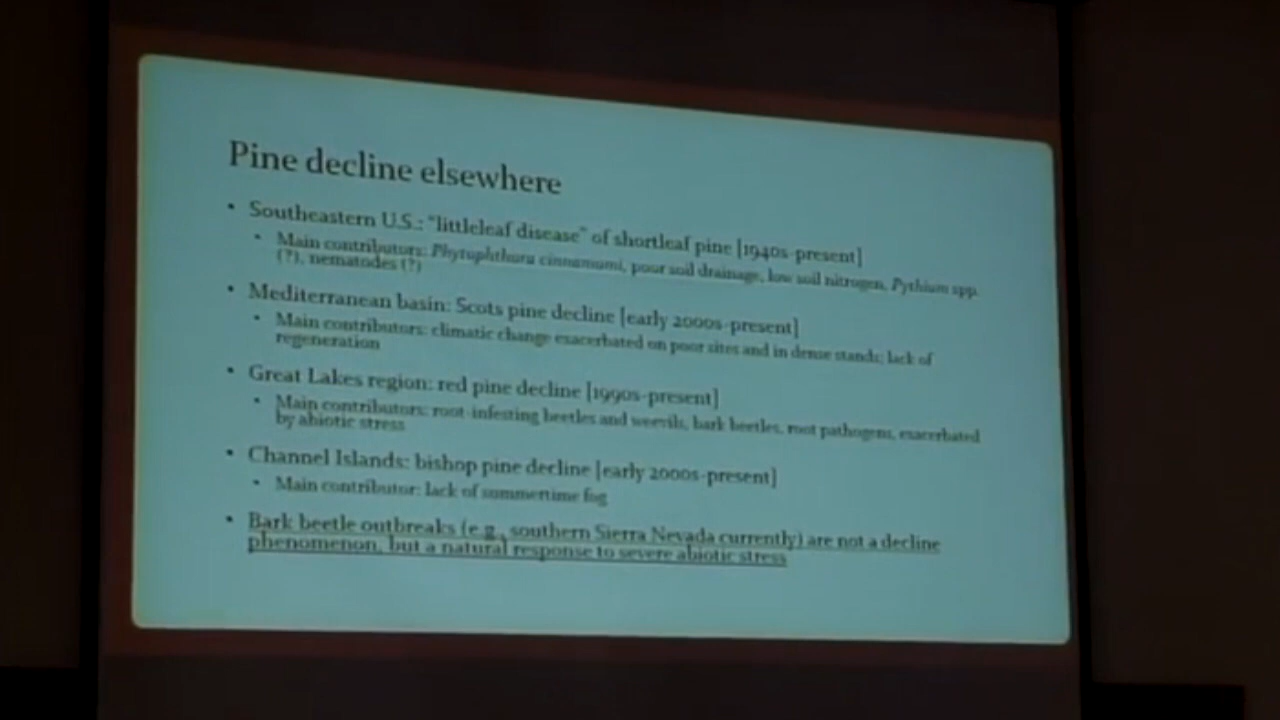 Pine decline elsewhere
• Southeastern U.S.: "littleleaf disease" of shortleaf pine [1940s-present]
• Main contributors: Phytophthora cinnamomi, poor soil drainage, low soil nitrogen, Pythium spp.
(?), nematodes (?)
• Mediterranean basin: Scots pine decline [early 2000s-present]
• Main contributors: climatic change exacerbated on poor sites and in dense stands; lack of
regeneration
• Great Lakes region: red pine decline [1990s-present]
• Main contributors: root-infesting beetles and weevils, bark beetles, root pathogens, exacerbated
by abiotic stress
• Channel Islands: bishop pine decline [early 2000s-present]
• Main contributor: lack of summertime fog
• Bark beetle outbreaks (e.g., southern Sierra Nevada currently) are not a decline
phenomenon, but a natural response to severe abiotic stress